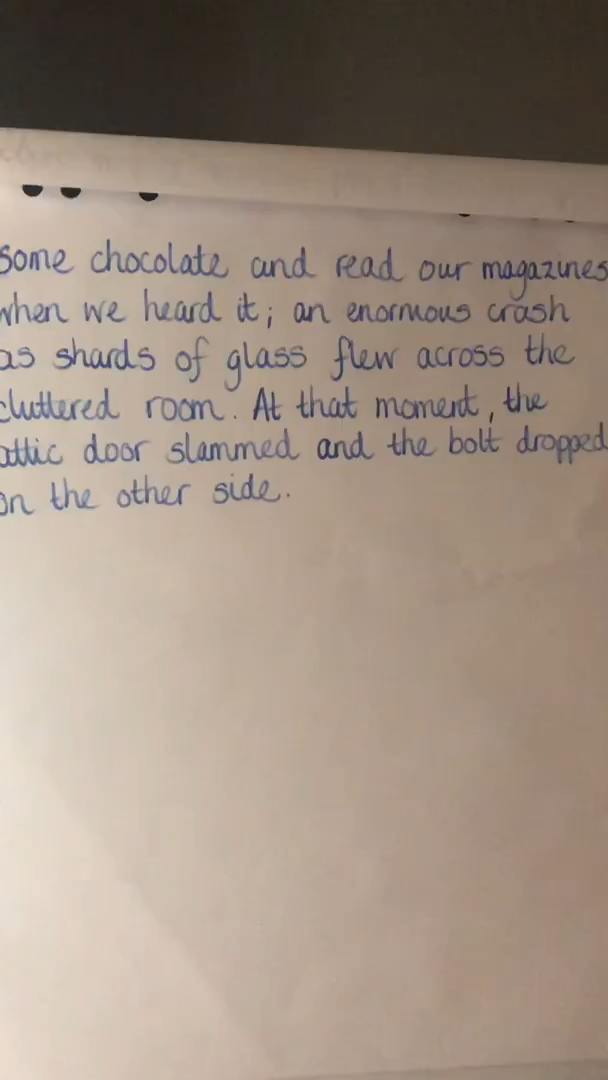 some chocolate and read our magazines
when we heard it; an enormous crash
as shards of glass flew across the
cluttered room. At that moment, the
attic door slammed and the bolt dropped
on the other side.